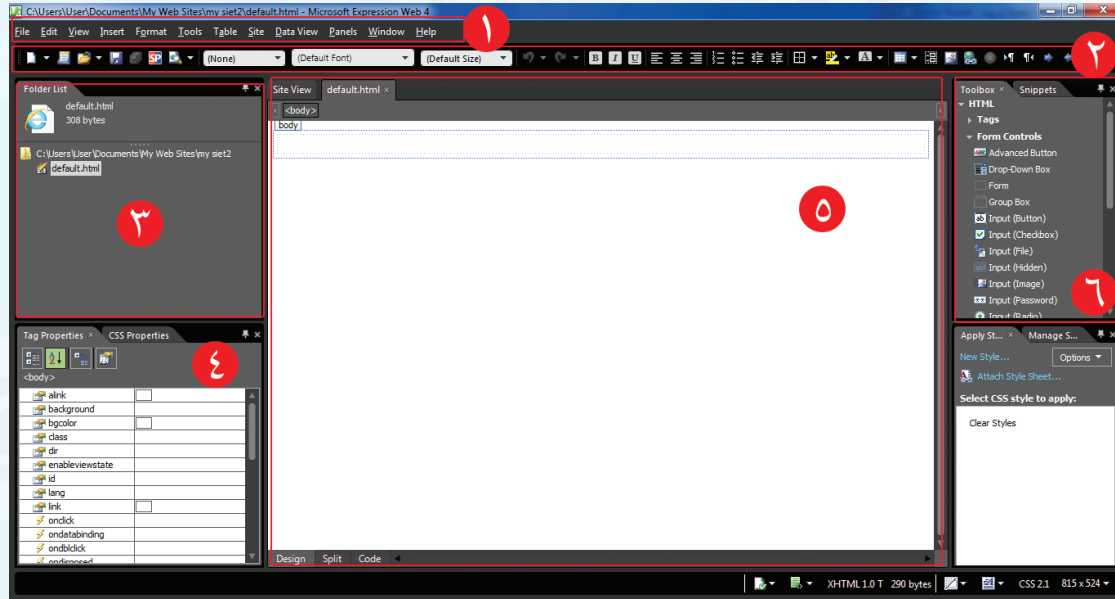 C:\Users\User\Documents\My Web Sites\my siet2\default.html - Microsoft Expression Web 4
File Edit View Insert Format Tools Table Site Data View Panels Window Help
١
(None) (Default Font) (Default Size) B I U
٢
Folder List
default.html
308 bytes
C:\Users\User\Documents\My Web Sites\my siet2
default.html
٣
Tag Properties CSS Properties
٤
<body>
alink
background
bgcolor
class
dir
enableviewstate
id
lang
link
onclick
ondatabinding
ondblclick
ondisposed
Site View default.html
<body>
body
٥
Design Split Code
Toolbox Snippets
HTML
Tags
Form Controls
Advanced Button
Drop-Down Box
Form
Group Box
Input (Button)
Input (Checkbox)
Input (File)
Input (Hidden)
Input (Image)
Input (Password)
Input (Radio)
٦
Apply St... Manage S...
New Style... Options
Attach Style Sheet...
Select CSS style to apply:
Clear Styles
XHTML 1.0 T 290 bytes CSS 2.1 815 x 524